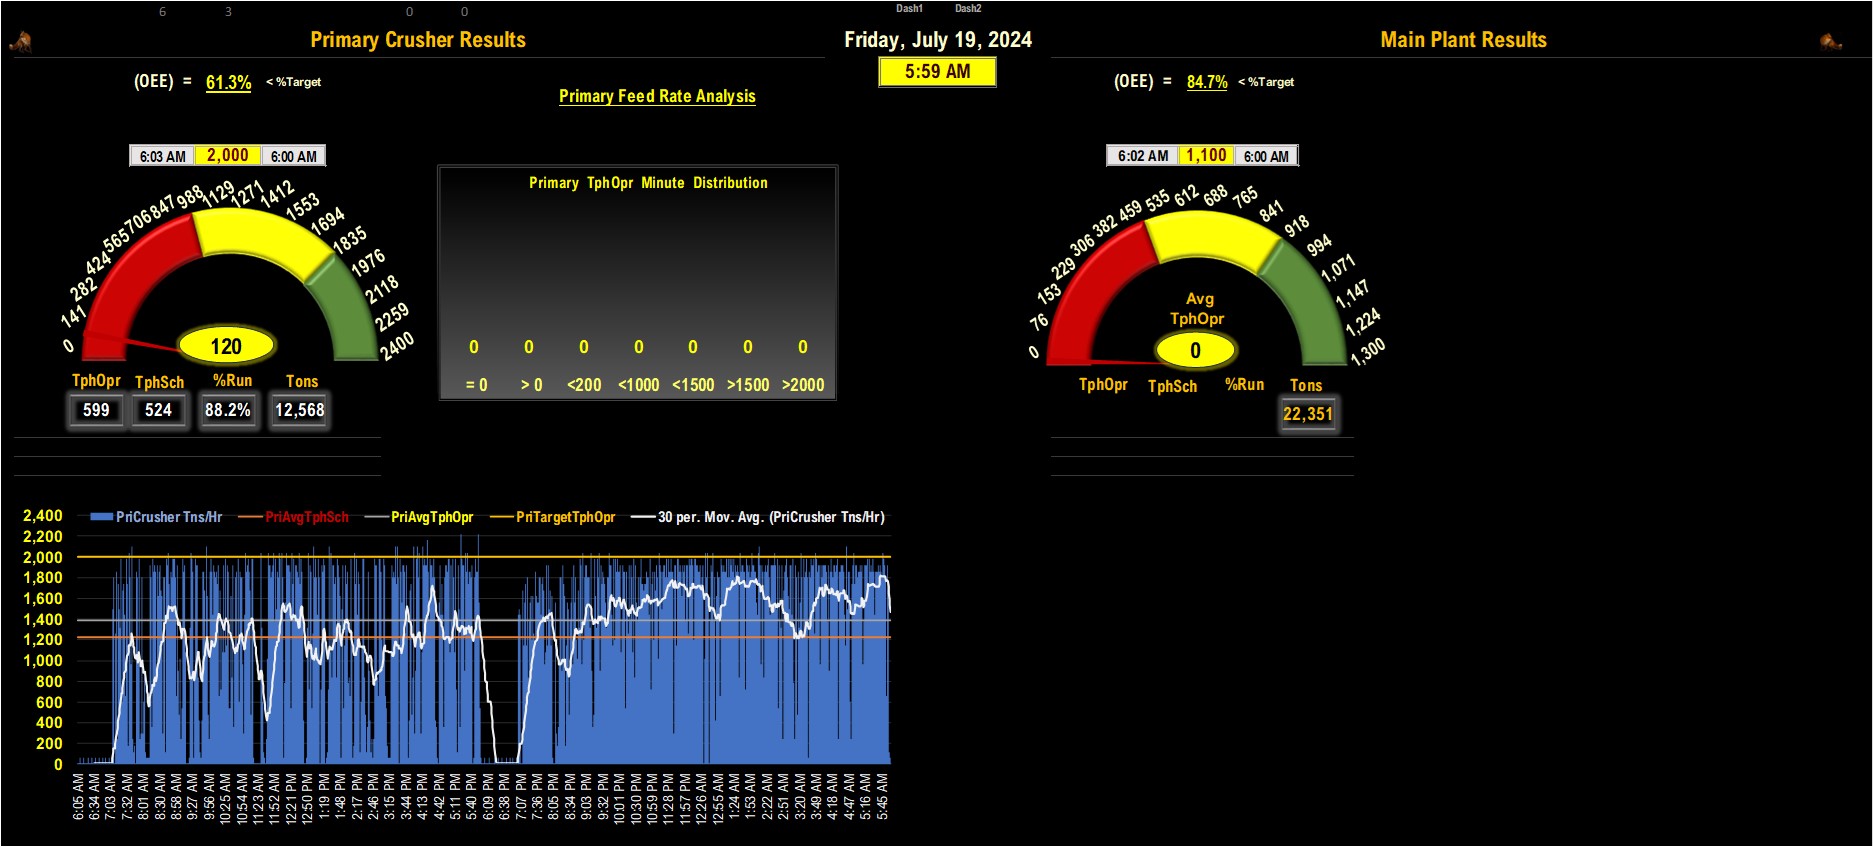 6 3 0 0 Dash1 Dash2
Primary Crusher Results
Friday, July 19, 2024
Main Plant Results
5:59 AM
(OEE) = 61.3% < %Target
(OEE) = 84.7% < %Target
Primary Feed Rate Analysis
6:03 AM 2,000 6:00 AM
0
141
282
424
565
706
847
988
1129
1271
1412
1553
1694
1835
1976
2118
2259
2400
120
TphOpr TphSch %Run Tons
599 524 88.2% 12,568
Primary TphOpr Minute Distribution
0 0 0 0 0 0 0
= 0 > 0 <200 <1000 <1500 >1500 >2000
6:02 AM 1,100 6:00 AM
0
76
153
229
306
382
459
535
612
688
765
841
918
994
1,071
1,147
1,224
1,300
Avg
TphOpr
0
TphOpr TphSch %Run Tons
22,351
PriCrusher Tns/Hr PriAvgTphSch PriAvgTphOpr PriTargetTphOpr 30 per. Mov. Avg. (PriCrusher Tns/Hr)
2,400
2,200
2,000
1,800
1,600
1,400
1,200
1,000
800
600
400
200
0
6:05 AM
6:34 AM
7:03 AM
7:32 AM
8:01 AM
8:30 AM
8:58 AM
9:27 AM
9:56 AM
10:25 AM
10:54 AM
11:23 AM
11:52 AM
12:21 PM
12:50 PM
1:19 PM
1:48 PM
2:17 PM
2:46 PM
3:15 PM
3:44 PM
4:13 PM
4:42 PM
5:11 PM
5:40 PM
6:09 PM
6:38 PM
7:07 PM
7:36 PM
8:05 PM
8:34 PM
9:03 PM
9:32 PM
10:01 PM
10:30 PM
10:59 PM
11:28 PM
11:57 PM
12:26 AM
12:55 AM
1:24 AM
1:53 AM
2:22 AM
2:51 AM
3:20 AM
3:49 AM
4:18 AM
4:47 AM
5:16 AM
5:45 AM